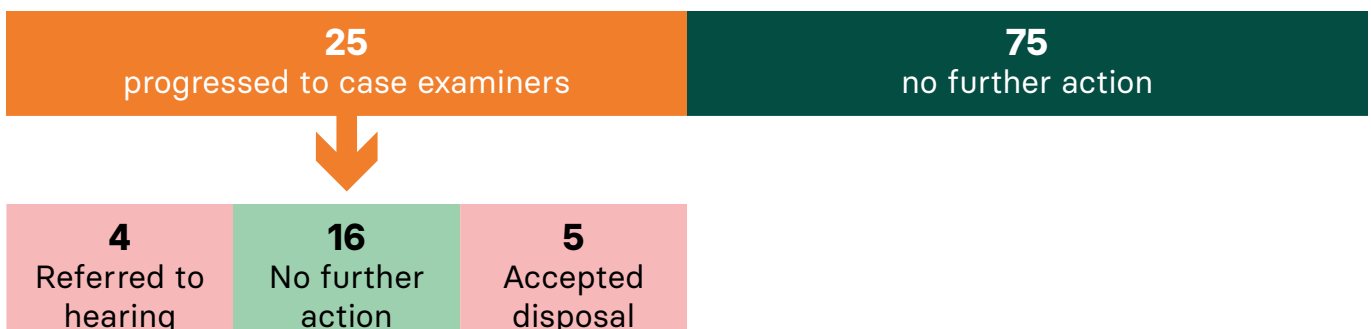 25
progressed to case examiners
75
no further action
4
Referred to
hearing
16
No further
action
5
Accepted
disposal